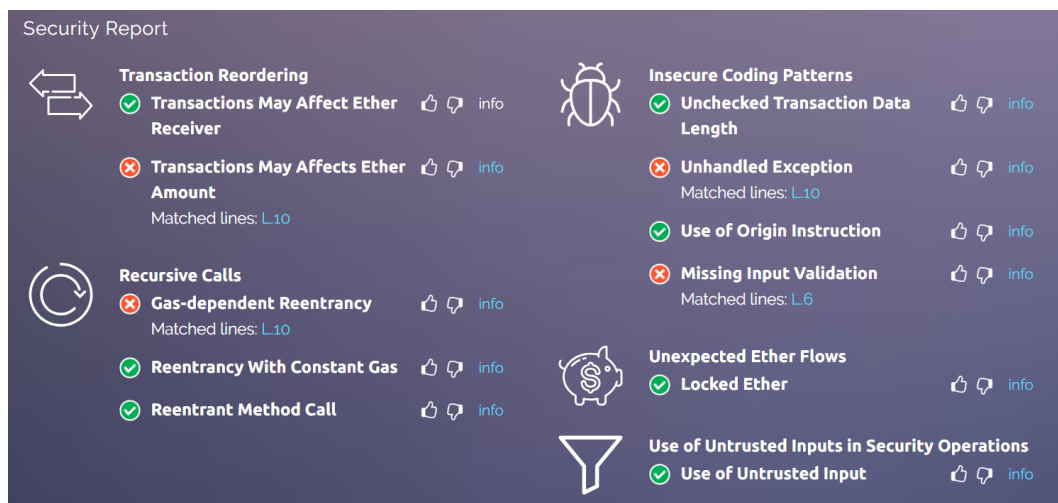 Security Report
Transaction Reordering
Transactions May Affect Ether info
Receiver
Transactions May Affects Ether info
Amount
Matched lines: L.10
Recursive Calls
Gas-dependent Reentrancy info
Matched lines: L.10
Reentrancy With Constant Gas info
Reentrant Method Call info
Insecure Coding Patterns
Unchecked Transaction Data info
Length
Unhandled Exception info
Matched lines: L.10
Use of Origin Instruction info
Missing Input Validation info
Matched lines: L.6
Unexpected Ether Flows
Locked Ether info
Use of Untrusted Inputs in Security Operations
Use of Untrusted Input info